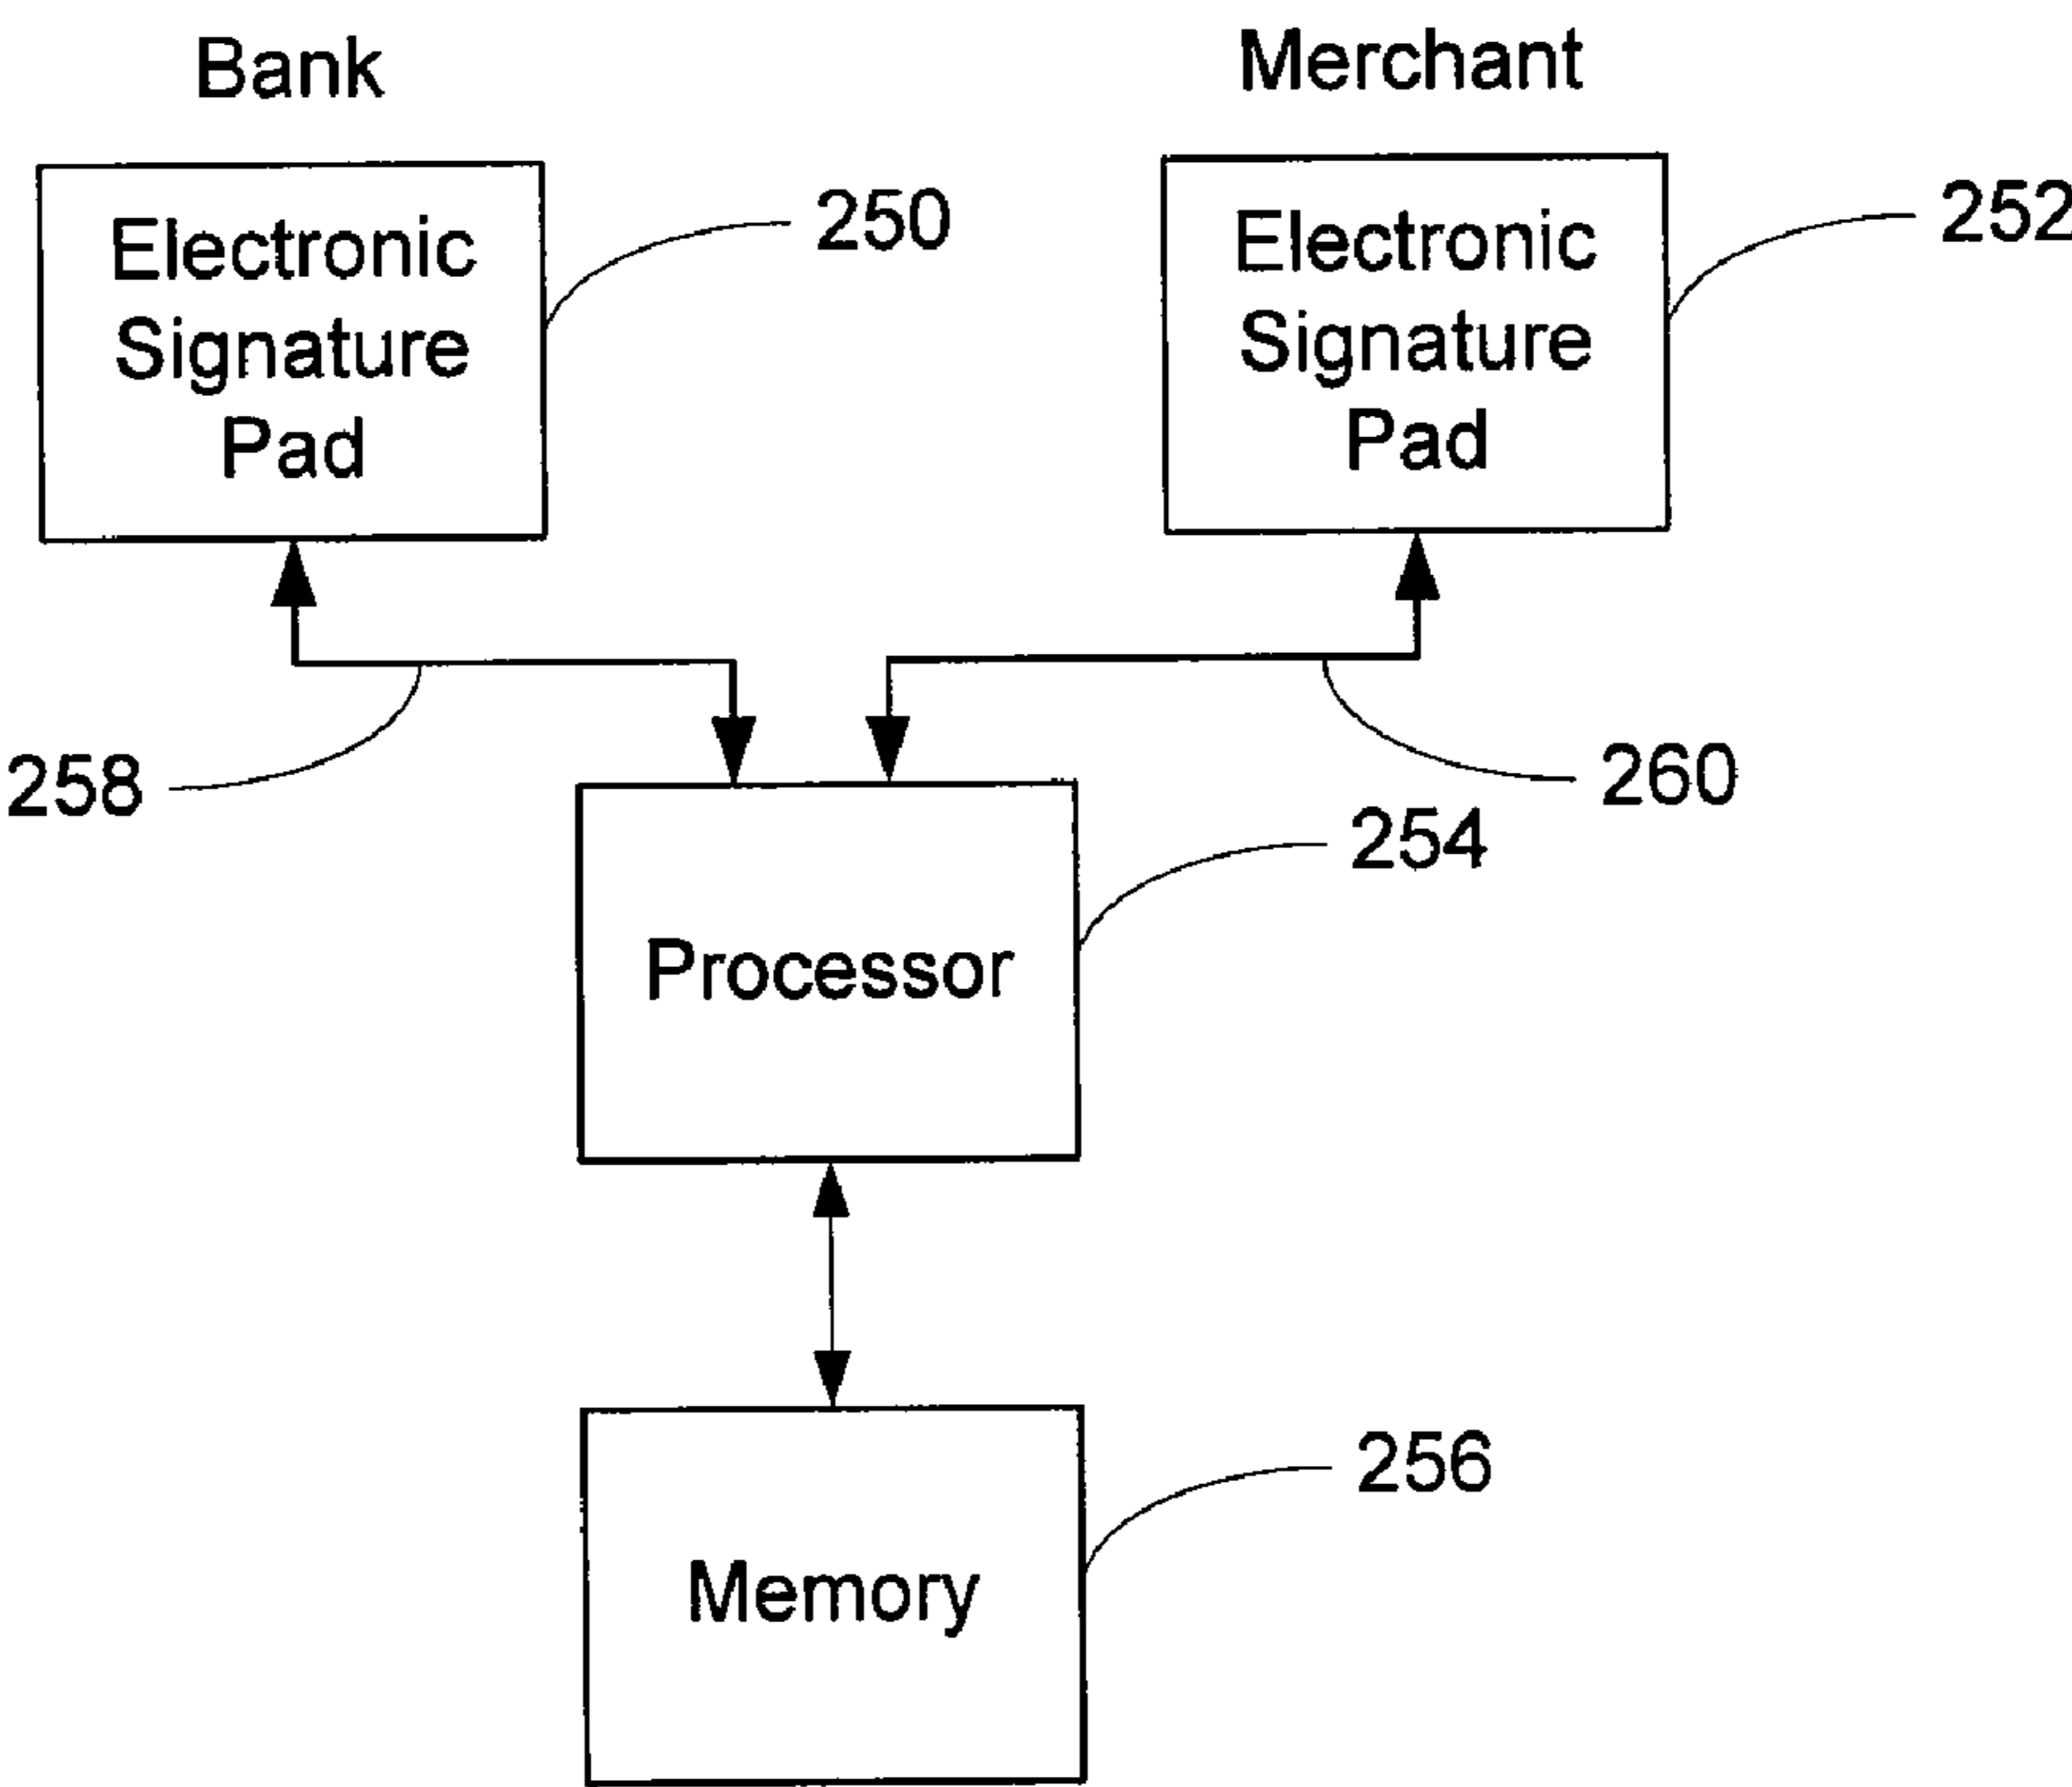 Bank
Merchant
Electronic
Signature
Pad
250
Electronic
Signature
Pad
252
258
260
254
Processor
256
Memory